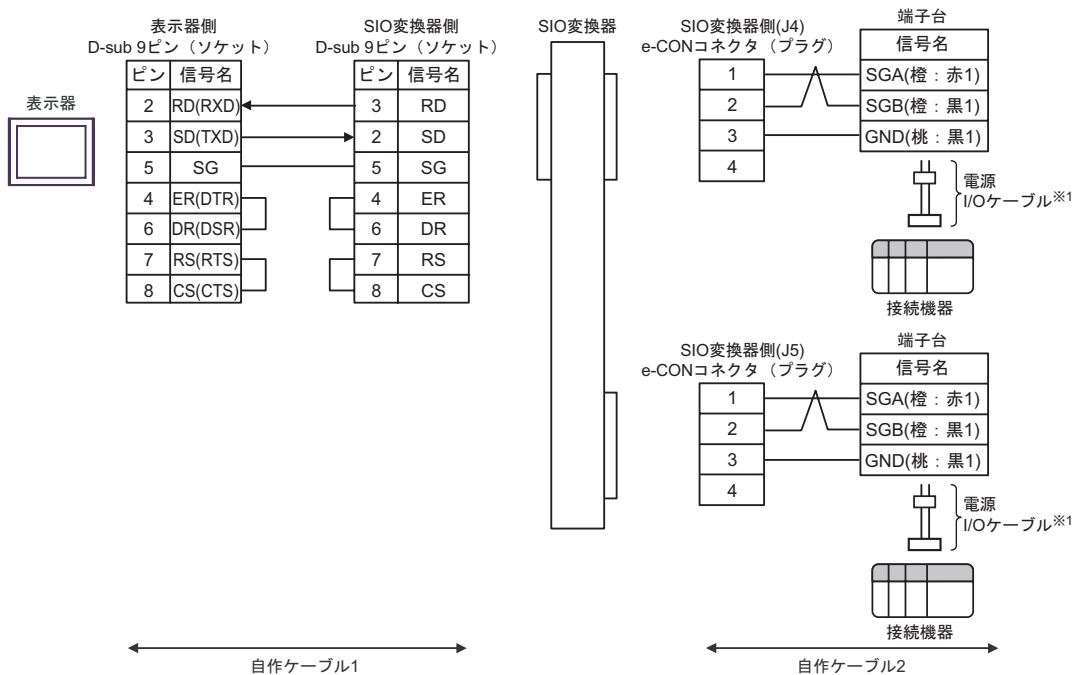 表示器
表示器側
D-sub 9ピン（ソケット）
ピン 信号名
2 RD(RXD)
3 SD(TXD)
5 SG
4 ER(DTR)
6 DR(DSR)
7 RS(RTS)
8 CS(CTS)
SIO変換器側
D-sub 9ピン（ソケット）
ピン 信号名
3 RD
2 SD
5 SG
4 ER
6 DR
7 RS
8 CS
SIO変換器
SIO変換器側(J4)
e-CONコネクタ（プラグ）
1
2
3
4
端子台
信号名
SGA(橙：赤1)
SGB(橙：黒1)
GND(桃：黒1)
電源
I/Oケーブル※1
接続機器
SIO変換器側(J5)
e-CONコネクタ（プラグ）
1
2
3
4
端子台
信号名
SGA(橙：赤1)
SGB(橙：黒1)
GND(桃：黒1)
電源
I/Oケーブル※1
接続機器
自作ケーブル1
自作ケーブル2